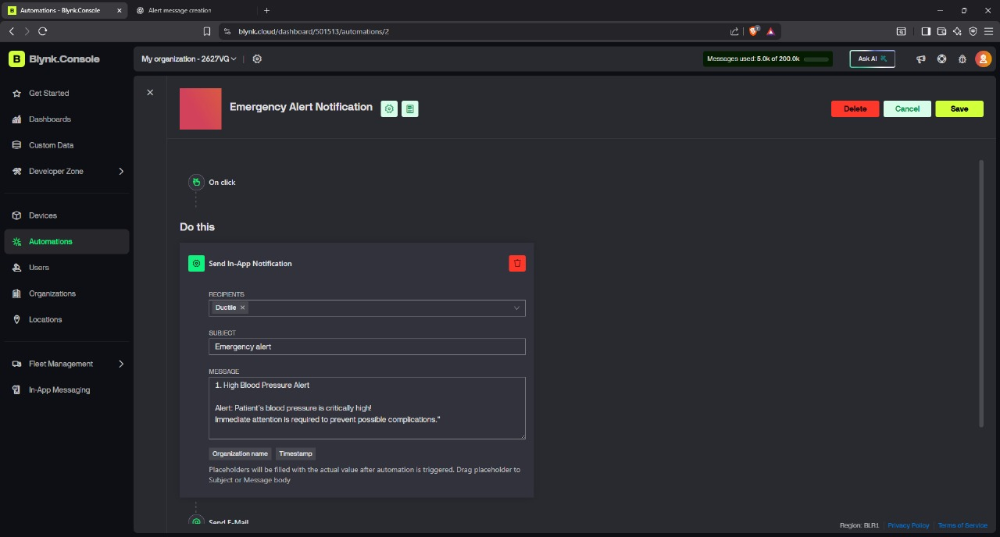 Automations - Blynk.Console
Alert message creation
blynk.cloud/dashboard/501513/automations/2
B Blynk.Console
My organization - 2627VG
Messages used: 5.0k of 200.0k
Ask AI
Get Started
Dashboards
Custom Data
Developer Zone
Devices
Automations
Users
Organizations
Locations
Fleet Management
In-App Messaging
Emergency Alert Notification
Delete
Cancel
Save
On click
Do this
Send In-App Notification
RECIPIENTS
Ductile
SUBJECT
Emergency alert
MESSAGE
1. High Blood Pressure Alert
Alert: Patient's blood pressure is critically high!
Immediate attention is required to prevent possible complications."
Organization name Timestamp
Placeholders will be filled with the actual value after automation is triggered. Drag placeholder to
Subject or Message body
Send E-Mail
Region: BLR1 Privacy Policy Terms of Service